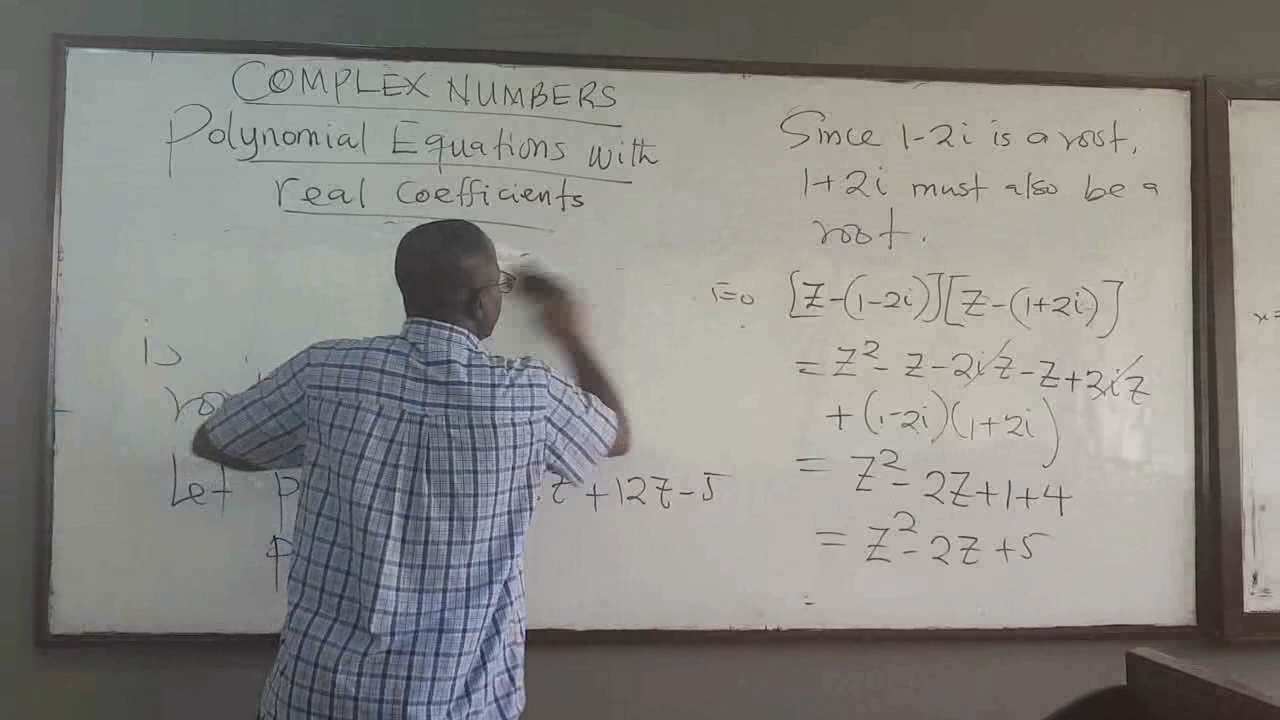 COMPLEX NUMBERS
Polynomial Equations with
real Coefficients
is
Let p
+12z-5
Since 1-2i is a root,
1+2i must also be a
root.
[z-(1-2i)][z-(1+2i)]
= z²- z-2iz-z+2iz
+(1-2i)(1+2i)
= z²- 2z+1+4
= z²- 2z+5